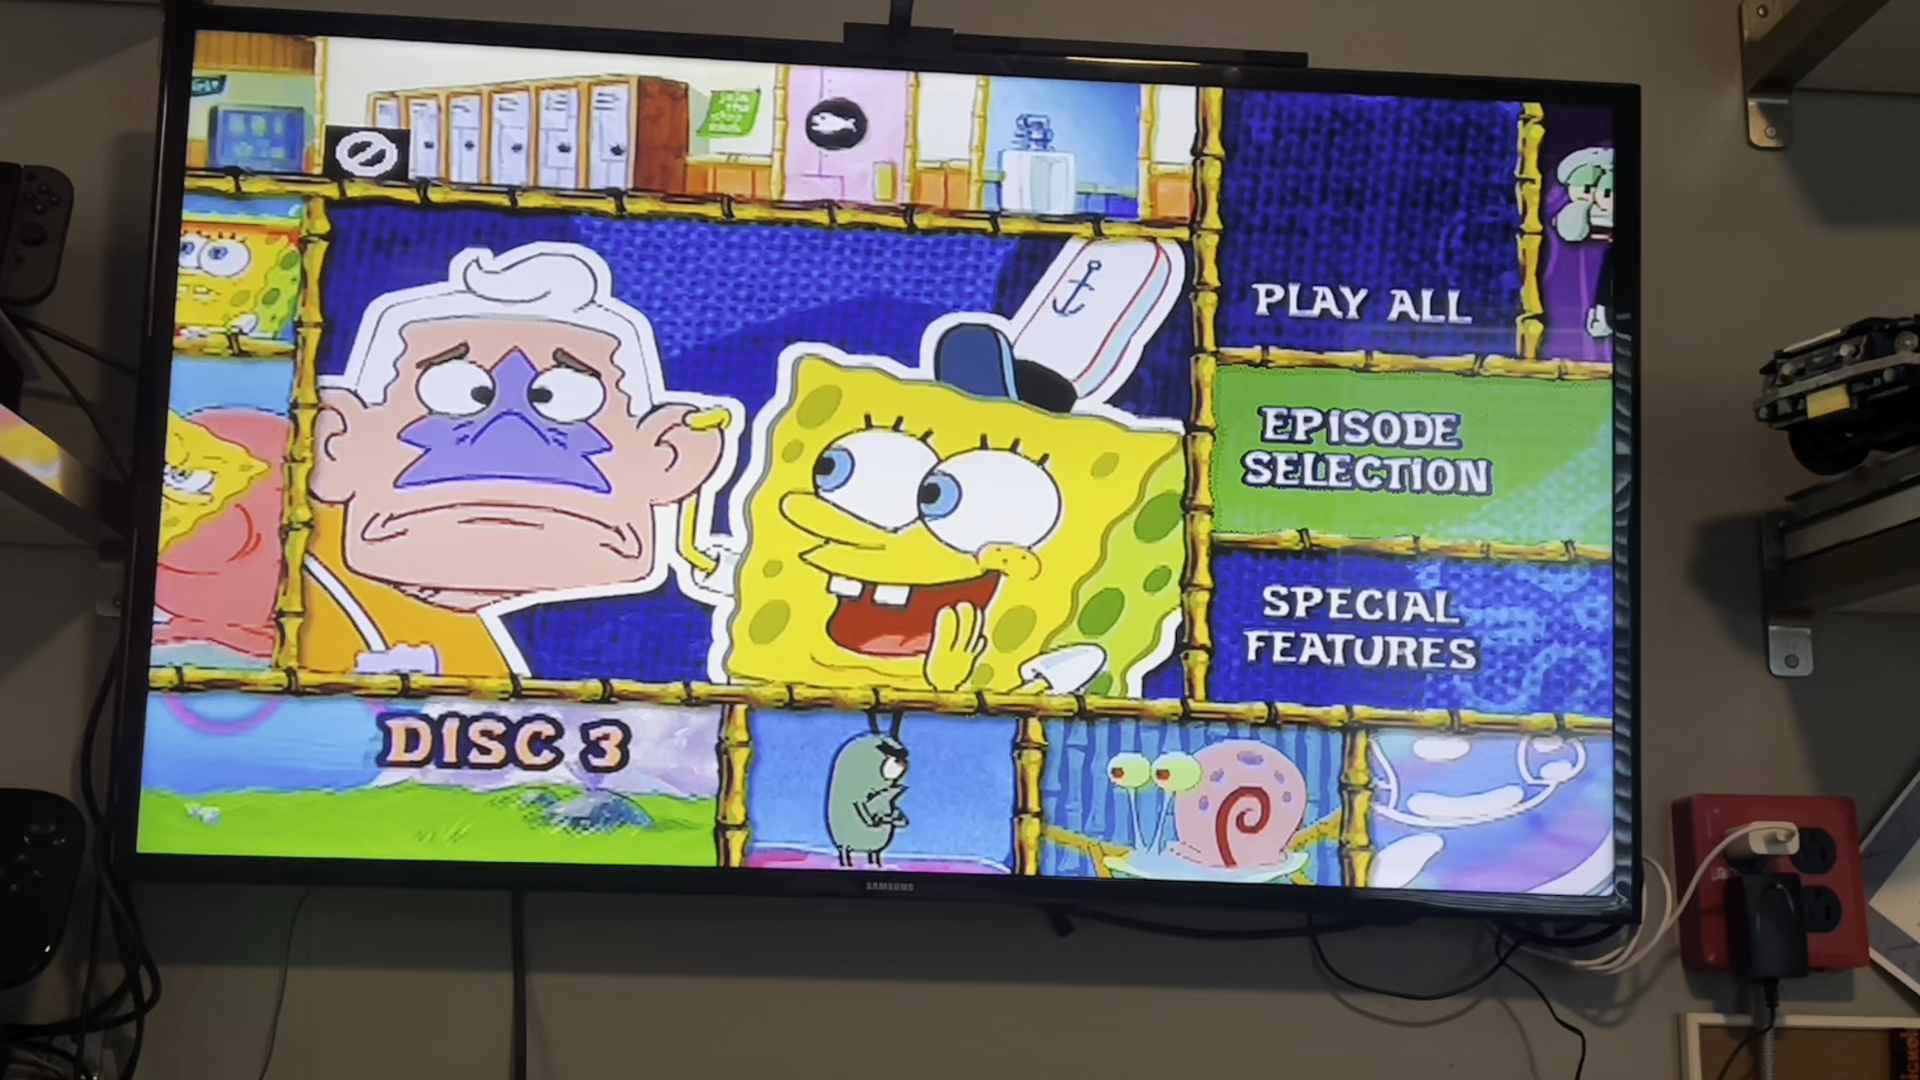 PLAY ALL
EPISODE
SELECTION
SPECIAL
FEATURES
DISC 3
SAMSUNG